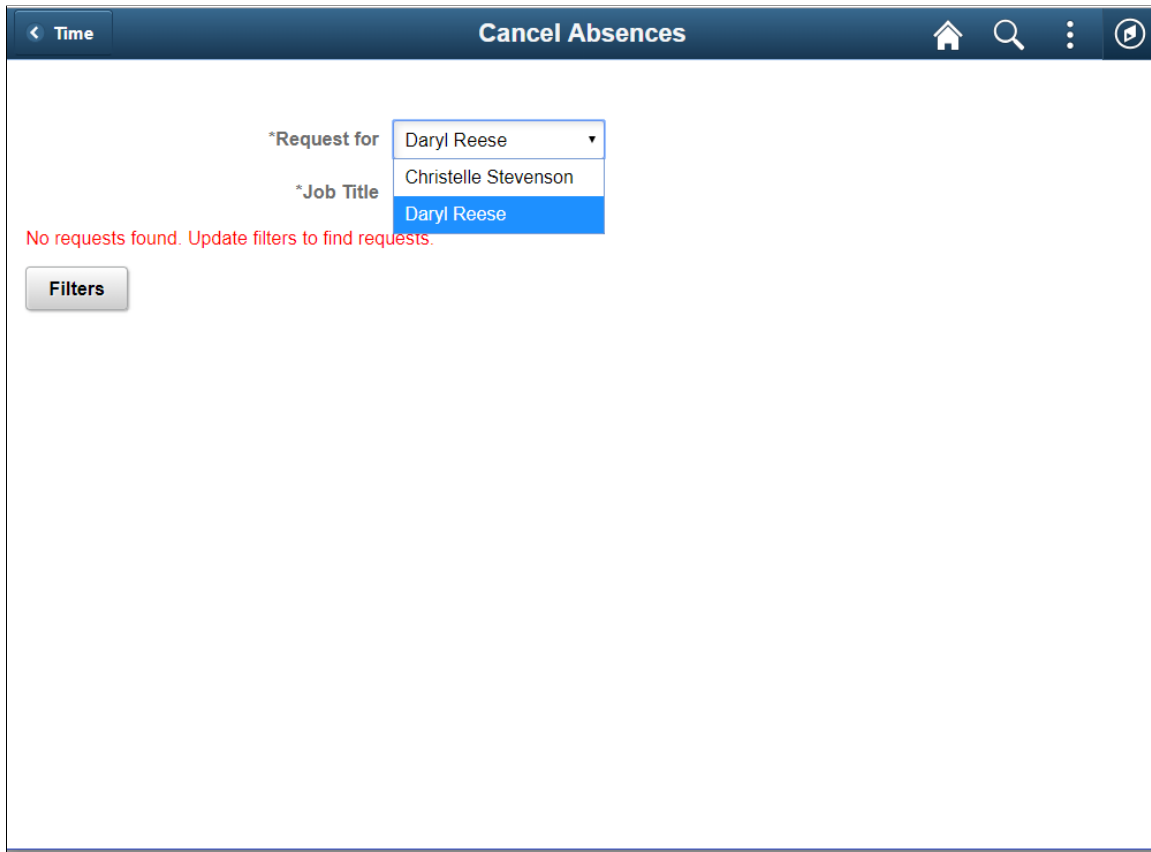 Time
Cancel Absences
*Request for
Daryl Reese
Christelle Stevenson
*Job Title
Daryl Reese
No requests found. Update filters to find requests.
Filters